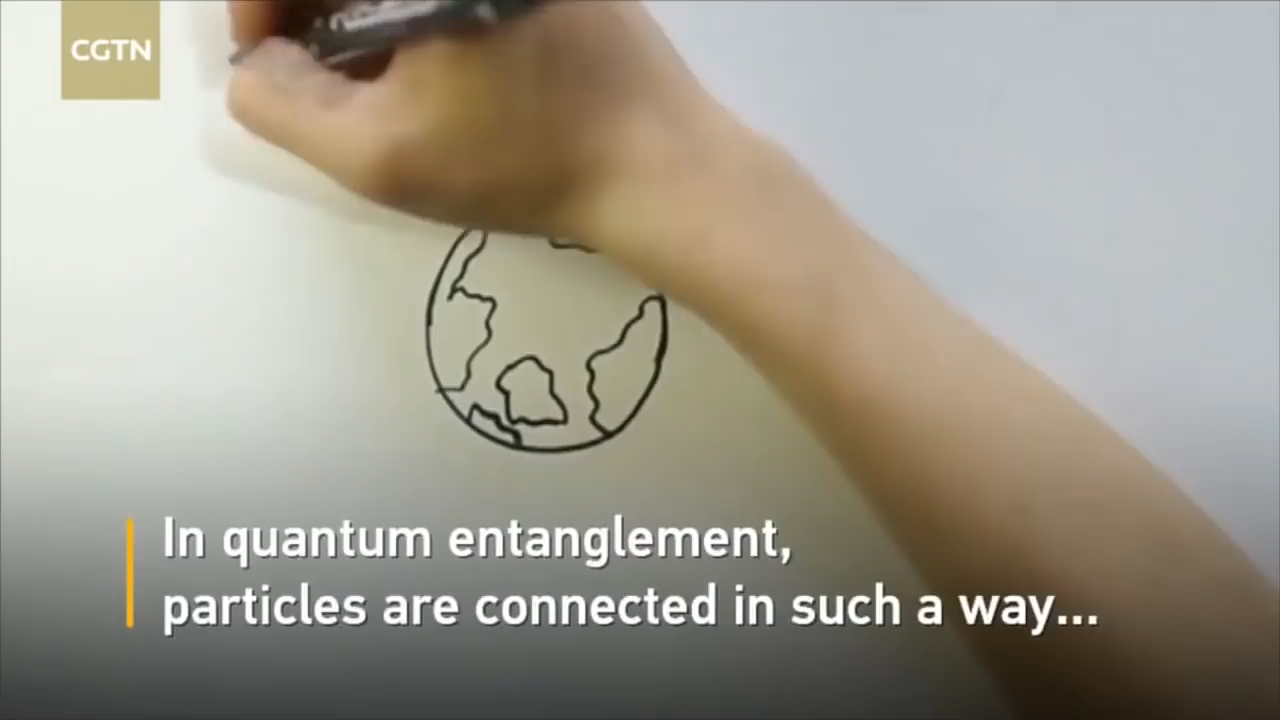 CGTN
In quantum entanglement,
particles are connected in such a way...